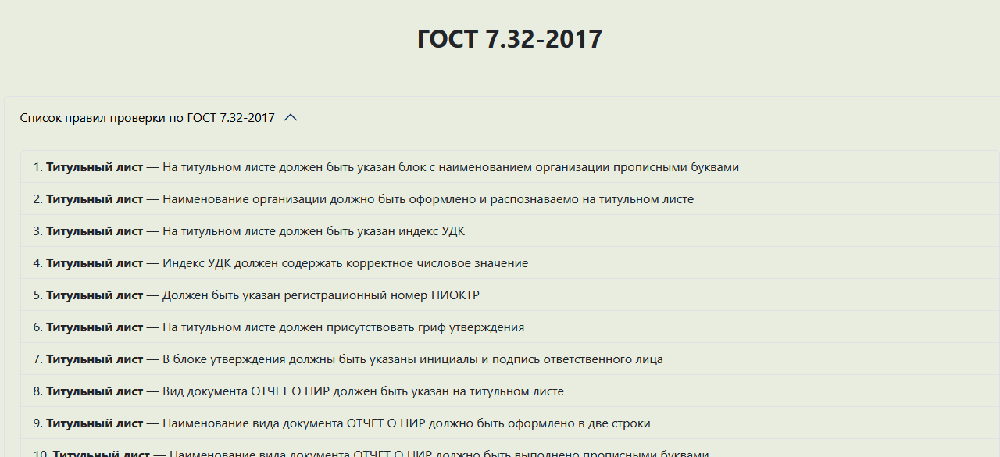 ГОСТ 7.32-2017
Список правил проверки по ГОСТ 7.32-2017
1. Титульный лист — На титульном листе должен быть указан блок с наименованием организации прописными буквами
2. Титульный лист — Наименование организации должно быть оформлено и распознаваемо на титульном листе
3. Титульный лист — На титульном листе должен быть указан индекс УДК
4. Титульный лист — Индекс УДК должен содержать корректное числовое значение
5. Титульный лист — Должен быть указан регистрационный номер НИОКТР
6. Титульный лист — На титульном листе должен присутствовать гриф утверждения
7. Титульный лист — В блоке утверждения должны быть указаны инициалы и подпись ответственного лица
8. Титульный лист — Вид документа ОТЧЕТ О НИР должен быть указан на титульном листе
9. Титульный лист — Наименование вида документа ОТЧЕТ О НИР должно быть оформлено в две строки
10. Титульный лист — Наименование вида документа ОТЧЕТ О НИР должно быть выполнено прописными буквами